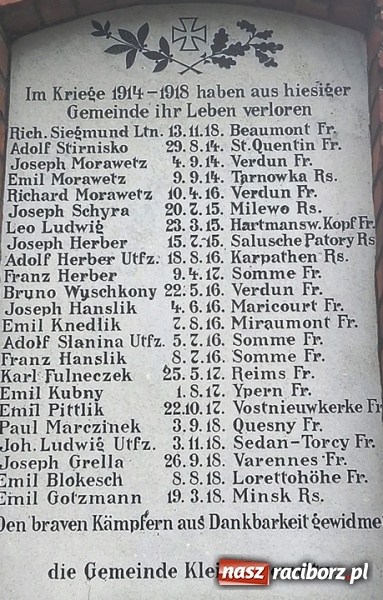 Im Kriege 1914-1918 haben aus hiesiger
Gemeinde ihr Leben verloren
Rich. Siegmund Ltn. 13.11.18. Beaumont Fr.
Adolf Stirnisko 29.8.14. St. Quentin Fr.
Joseph Morawetz 4.9.14. Verdun Fr.
Emil Morawetz 9.9.14. Tarnowka Rs.
Richard Morawetz 10.4.16. Verdun Fr.
Joseph Schyra 20.7.15. Milewo Rs.
Leo Ludwig 23.3.15. Hartmansw. Kopf Fr.
Joseph Herber 15.7.15. Salusche Patory Rs
Adolf Herber Utfz. 18.8.16. Karpathen Rs.
Franz Herber 9.4.17. Somme Fr.
Bruno Wyschkony 22.5.16. Verdun Fr.
Joseph Hanslik 4.6.16. Maricourt Fr.
Emil Knedlik 7.8.16. Miraumont Fr.
Adolf Slanina Utfz. 5.7.16. Somme Fr.
Franz Hanslik 8.7.16. Somme Fr.
Karl Fulneczek 25.5.17. Reims Fr.
Emil Kubny 1.8.17. Ypern Fr.
Emil Pittlik 22.10.17. Vostnieuwkerke Fr
Paul Marczinek 3.9.18. Quesny Fr.
Joh. Ludwig Utfz. 3.11.18. Sedan-Torcy Fr.
Joseph Grella 26.9.18. Varennes Fr.
Emil Blokesch 8.8.18. Lorettohöhe Fr.
Emil Gotzmann 19.3.18. Minsk Rs.
Den braven Kämpfern aus Dankbarkeit gewidme
die Gemeinde Klei
nasz raciborz.pl